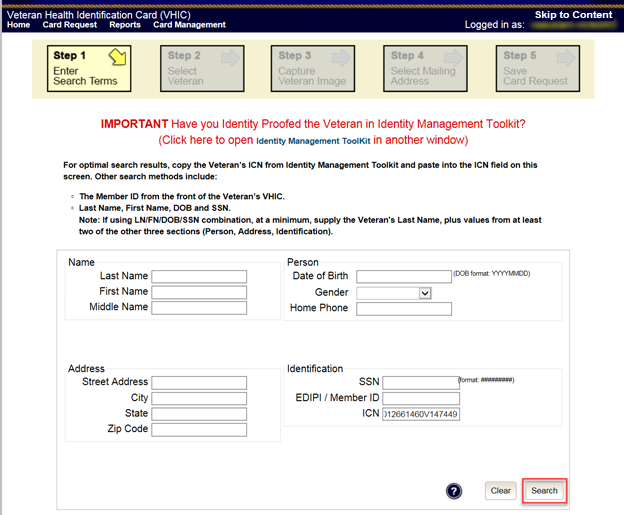 Veteran Health Identification Card (VHIC)
Skip to Content
Home Card Request Reports Card Management
Logged in as:
Step 1
Enter
Search Terms
Step 2
Select
Veteran
Step 3
Capture
Veteran Image
Step 4
Select Mailing
Address
Step 5
Save
Card Request
IMPORTANT Have you Identity Proofed the Veteran in Identity Management Toolkit?
(Click here to open Identity Management ToolKit in another window)
For optimal search results, copy the Veteran's ICN from Identity Management Toolkit and paste into the ICN field on this
screen. Other search methods include:
The Member ID from the front of the Veteran's VHIC.
Last Name, First Name, DOB and SSN.
Note: If using LN/FN/DOB/SSN combination, at a minimum, supply the Veteran's Last Name, plus values from at least
two of the other three sections (Person, Address, Identification).
Name
Last Name
First Name
Middle Name
Person
Date of Birth (DOB format: YYYYMMDD)
Gender
Home Phone
Address
Street Address
City
State
Zip Code
Identification
SSN (format: #########)
EDIPI / Member ID
ICN 012661460V147449
? Clear Search